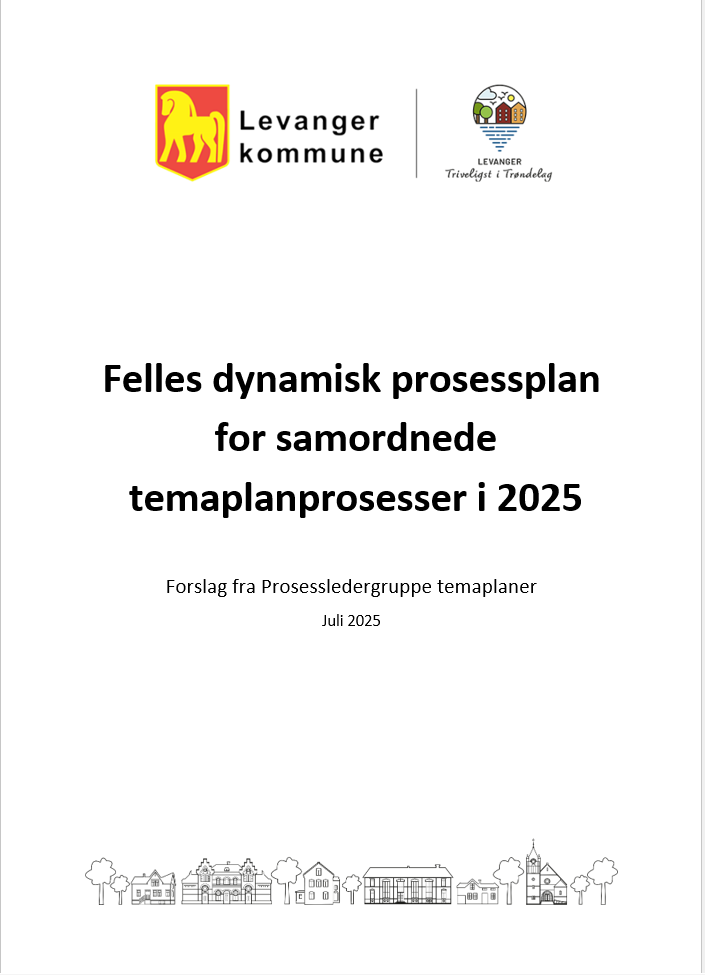 Levanger
kommune
LEVANGER
Triveligst i Trøndelag
Felles dynamisk prosessplan
for samordnede
temaplanprosesser i 2025
Forslag fra Prosessledergruppe temaplaner
Juli 2025